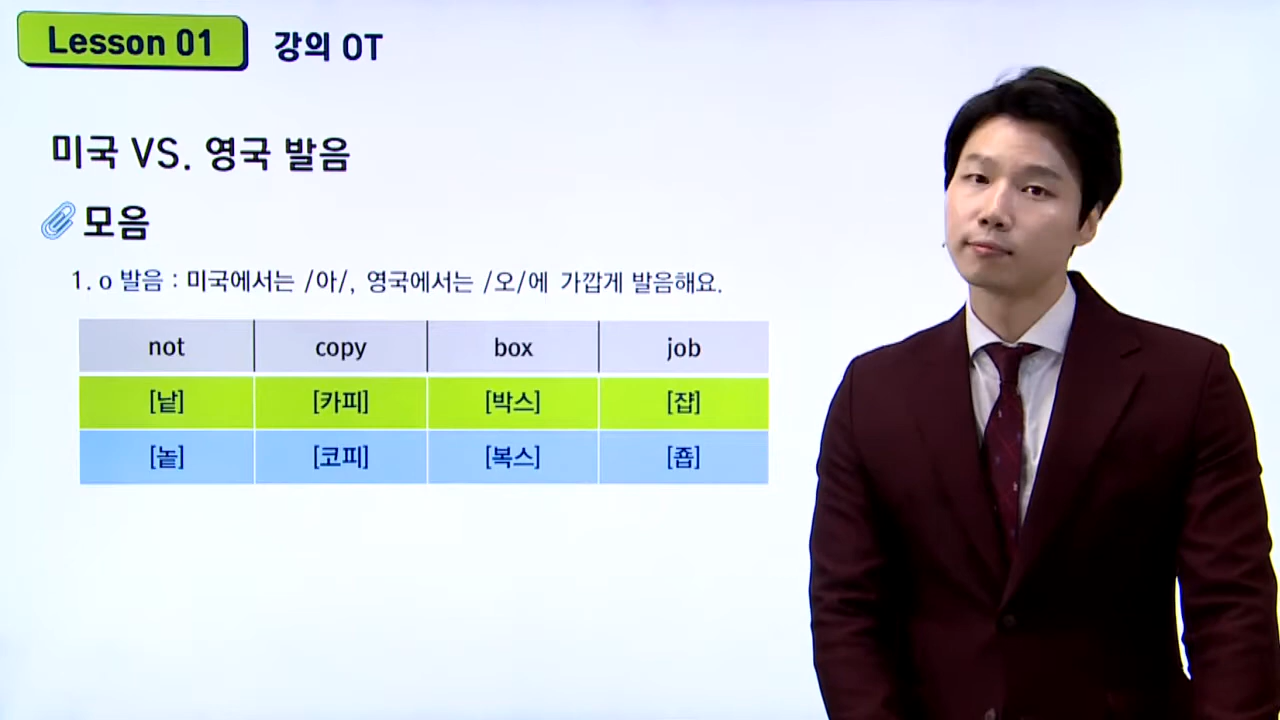 Lesson 01 강의 OT
미국 VS. 영국 발음
모음
1. o 발음 : 미국에서는 /아/, 영국에서는 /오/에 가깝게 발음해요.
not copy box job
[낱] [카피] [박스] [쟙]
[놑] [코피] [복스] [죱]